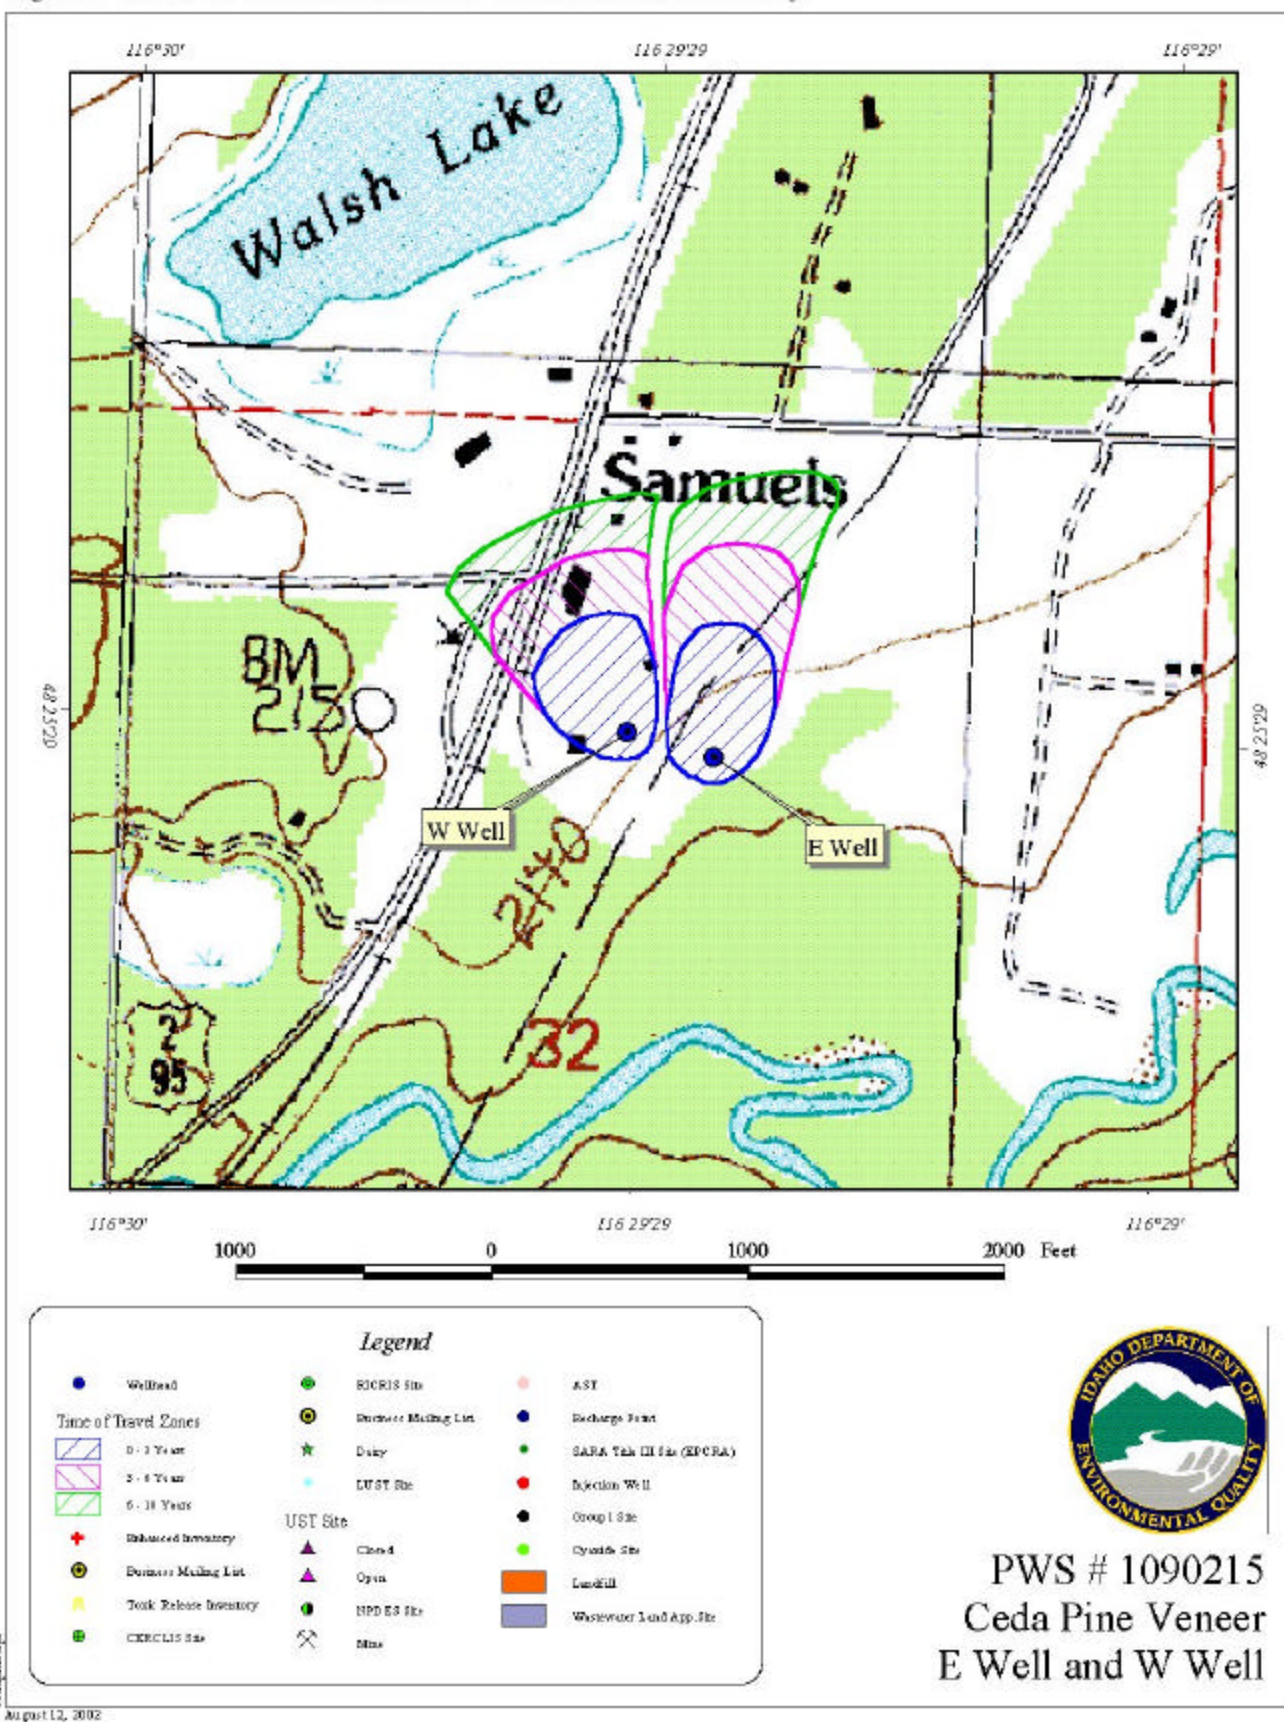 116°30'
116 29'29
116°29'
Walsh Lake
Samuels
BM
2150
48 25'29
48 25'29
W Well
E Well
2140
32
2
95
116°30'
116 29'29
116°29'
1000 0 1000 2000 Feet
Legend
Wellhead
Time of Travel Zones
0 - 3 Years
3 - 6 Years
6 - 10 Years
Enhanced Inventory
Business Mailing List
Toxic Release Inventory
CERCLIS Site
RICRIS Site
Business Mailing List
Dairy
LUST Site
UST Site
Closed
Open
NPDES Site
Mine
AST
Recharge Point
SARA Title III Site (EPCRA)
Injection Well
Group 1 Site
Cyanide Site
Landfill
Wastewater Land App. Site
IDAHO DEPARTMENT OF
ENVIRONMENTAL QUALITY
PWS # 1090215
Ceda Pine Veneer
E Well and W Well
August 12, 2002